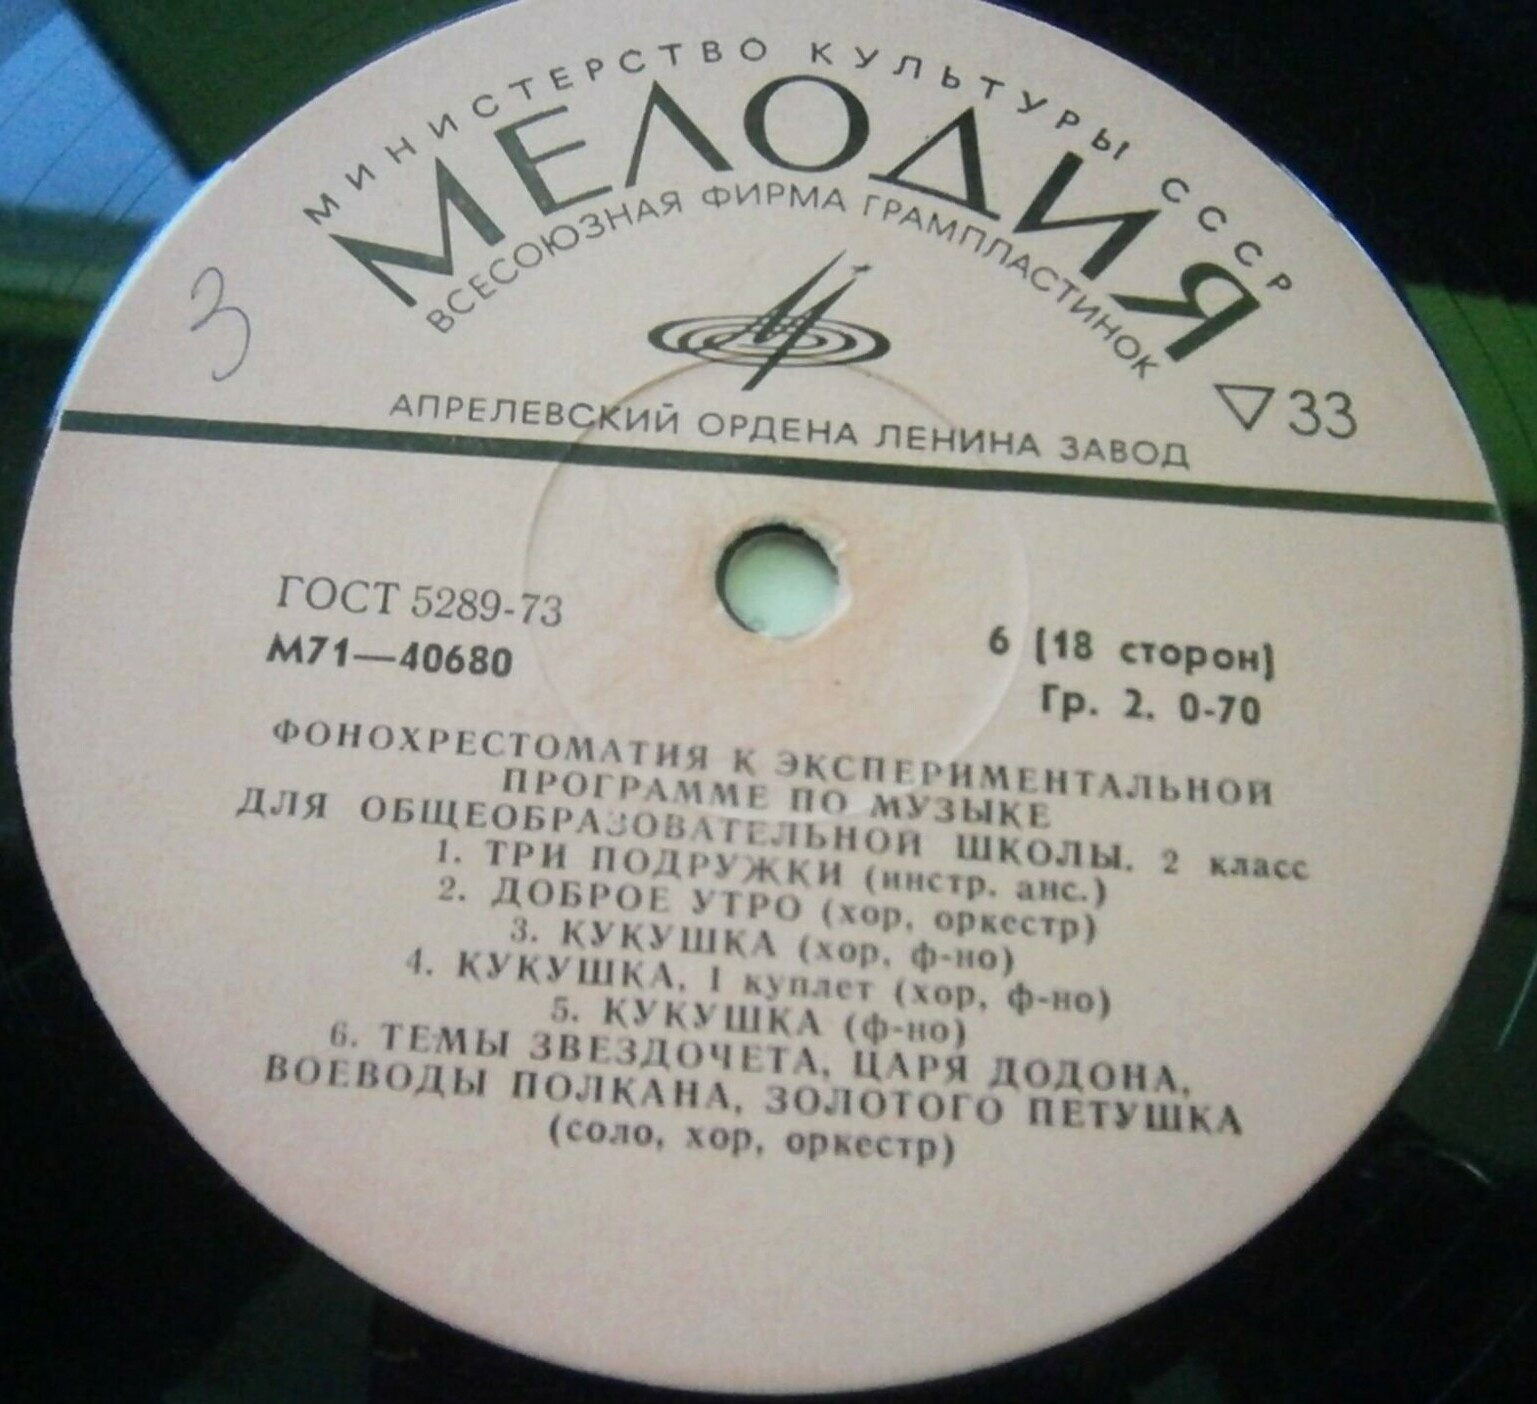 МИНИСТЕРСТВО КУЛЬТУРЫ СССР
МЕЛОДИЯ
ВСЕСОЮЗНАЯ ФИРМА ГРАМПЛАСТИНОК
3
33
АПРЕЛЕВСКИЙ ОРДЕНА ЛЕНИНА ЗАВОД
ГОСТ 5289-73
М71—40680
6 (18 сторон)
Гр. 2. 0-70
ФОНОХРЕСТОМАТИЯ К ЭКСПЕРИМЕНТАЛЬНОЙ
ПРОГРАММЕ ПО МУЗЫКЕ
ДЛЯ ОБЩЕОБРАЗОВАТЕЛЬНОЙ ШКОЛЫ. 2 класс
1. ТРИ ПОДРУЖКИ (инстр. анс.)
2. ДОБРОЕ УТРО (хор, оркестр)
3. КУКУШКА (хор, ф-но)
4. КУКУШКА, I куплет (хор, ф-но)
5. КУКУШКА (ф-но)
6. ТЕМЫ ЗВЕЗДОЧЕТА, ЦАРЯ ДОДОНА,
ВОЕВОДЫ ПОЛКАНА, ЗОЛОТОГО ПЕТУШКА
(соло, хор, оркестр)